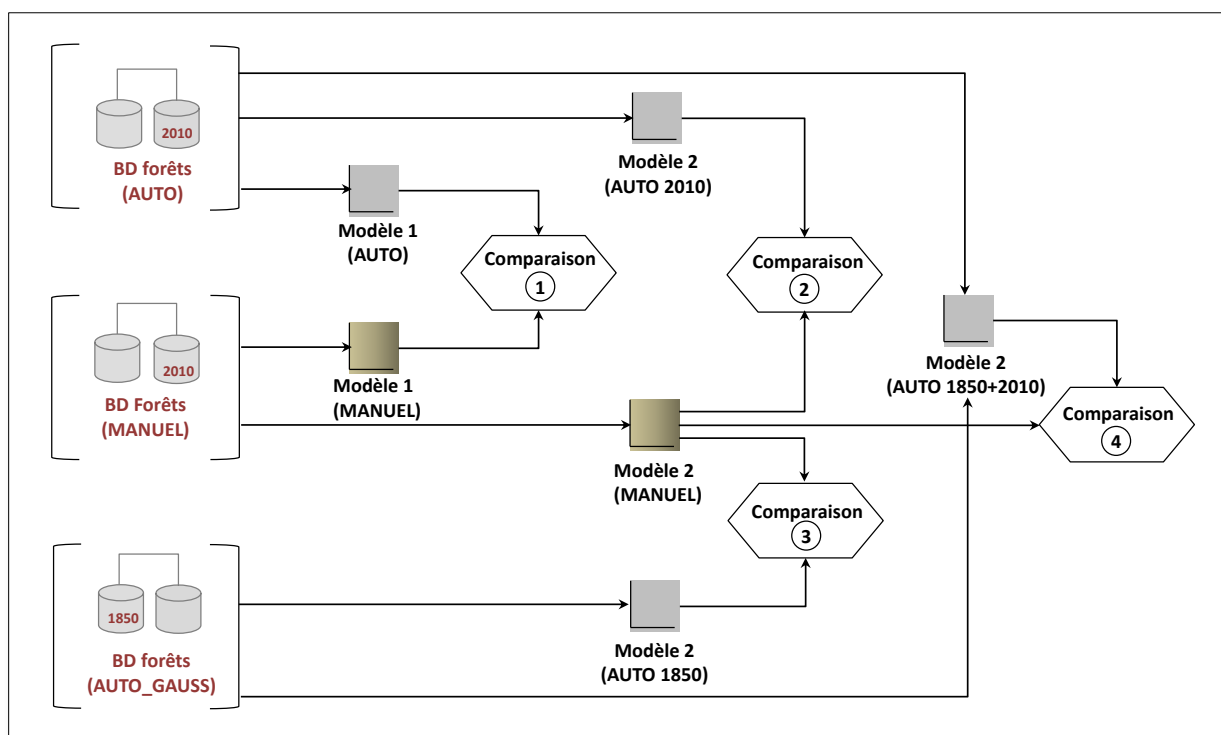 2010
BD forêts
(AUTO)
Modèle 2
(AUTO 2010)
Modèle 1
(AUTO)
Comparaison
1
Comparaison
2
2010
BD Forêts
(MANUEL)
Modèle 1
(MANUEL)
Modèle 2
(AUTO 1850+2010)
Comparaison
4
Modèle 2
(MANUEL)
Comparaison
3
1850
BD forêts
(AUTO_GAUSS)
Modèle 2
(AUTO 1850)